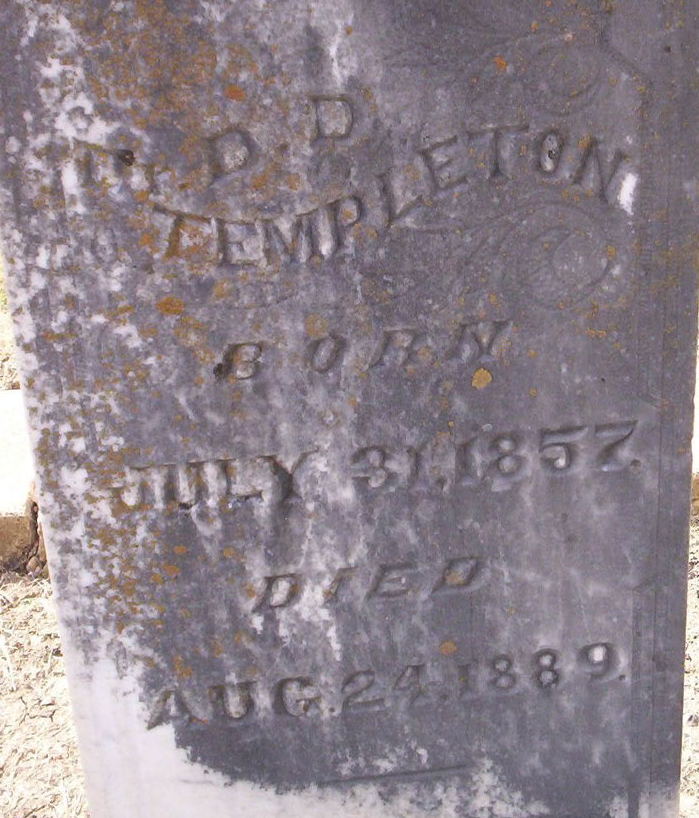 D. D.
TEMPLETON
BORN
JULY 31, 1857.
DIED
AUG. 24, 1889.